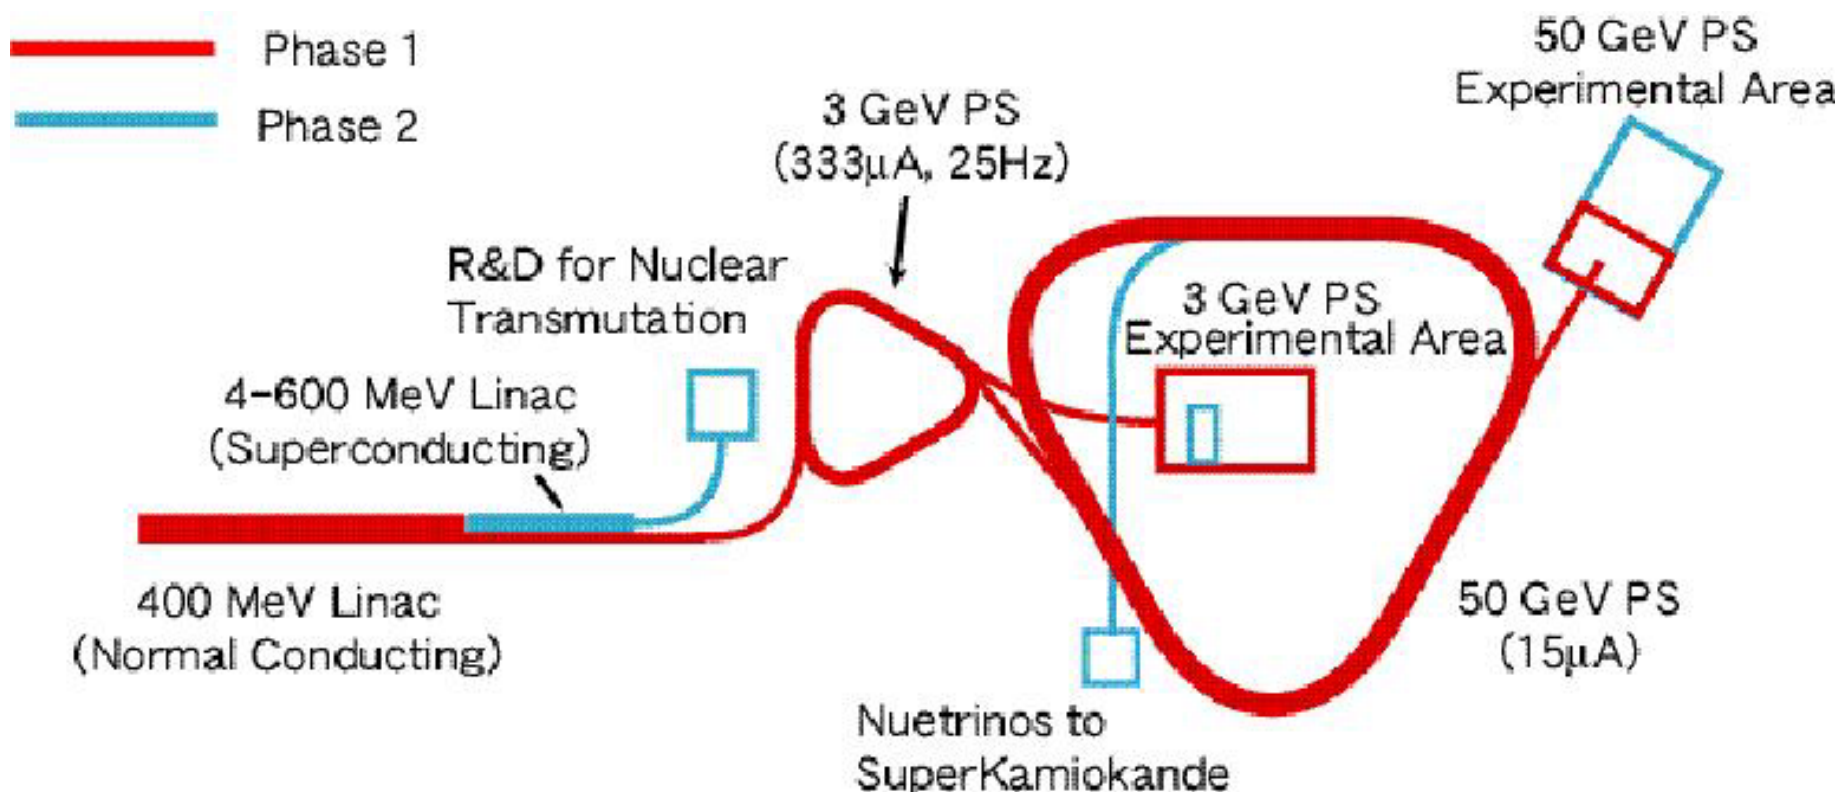 Phase 1
Phase 2
50 GeV PS
Experimental Area
3 GeV PS
(333μA, 25Hz)
R&D for Nuclear
Transmutation
3 GeV PS
Experimental Area
4-600 MeV Linac
(Superconducting)
400 MeV Linac
(Normal Conducting)
50 GeV PS
(15μA)
Nuetrinos to
SuperKamiokande